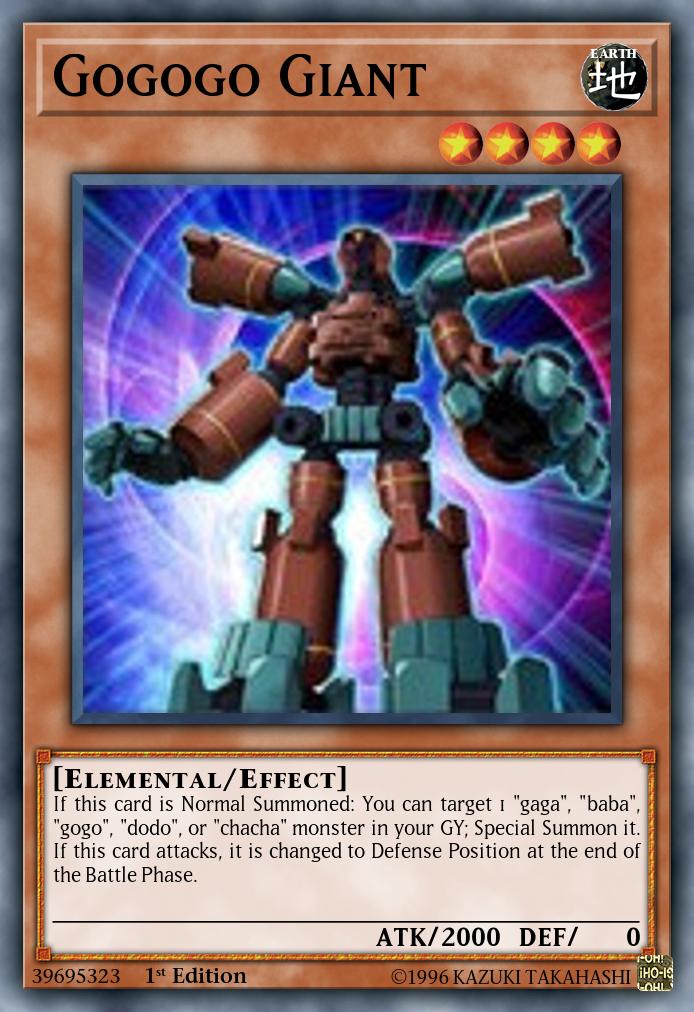 Gogogo Giant
EARTH
地
[Elemental/Effect]
If this card is Normal Summoned: You can target 1 "gaga", "baba",
"gogo", "dodo", or "chacha" monster in your GY; Special Summon it.
If this card attacks, it is changed to Defense Position at the end of
the Battle Phase.
ATK/2000 DEF/ 0
39695323 1st Edition ©1996 KAZUKI TAKAHASHI